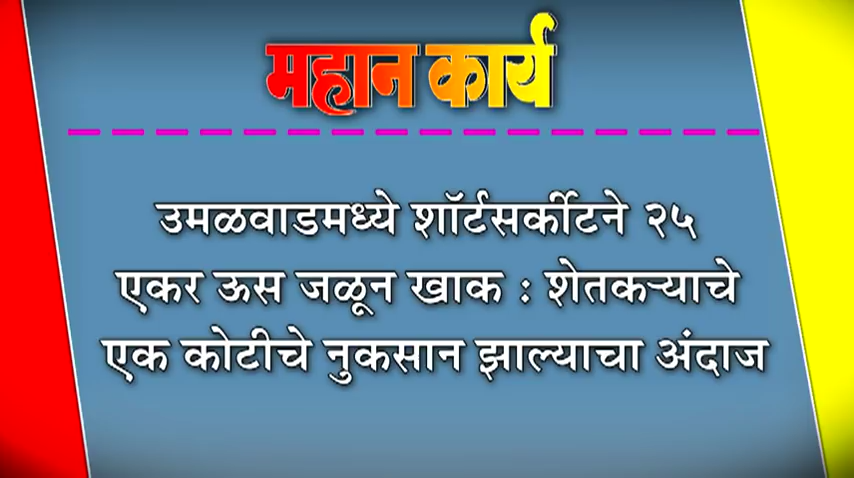 महान कार्य
उमळवाडमध्ये शॉर्टसर्कीटने २५
एकर ऊस जळून खाक : शेतकऱ्याचे
एक कोटीचे नुकसान झाल्याचा अंदाज